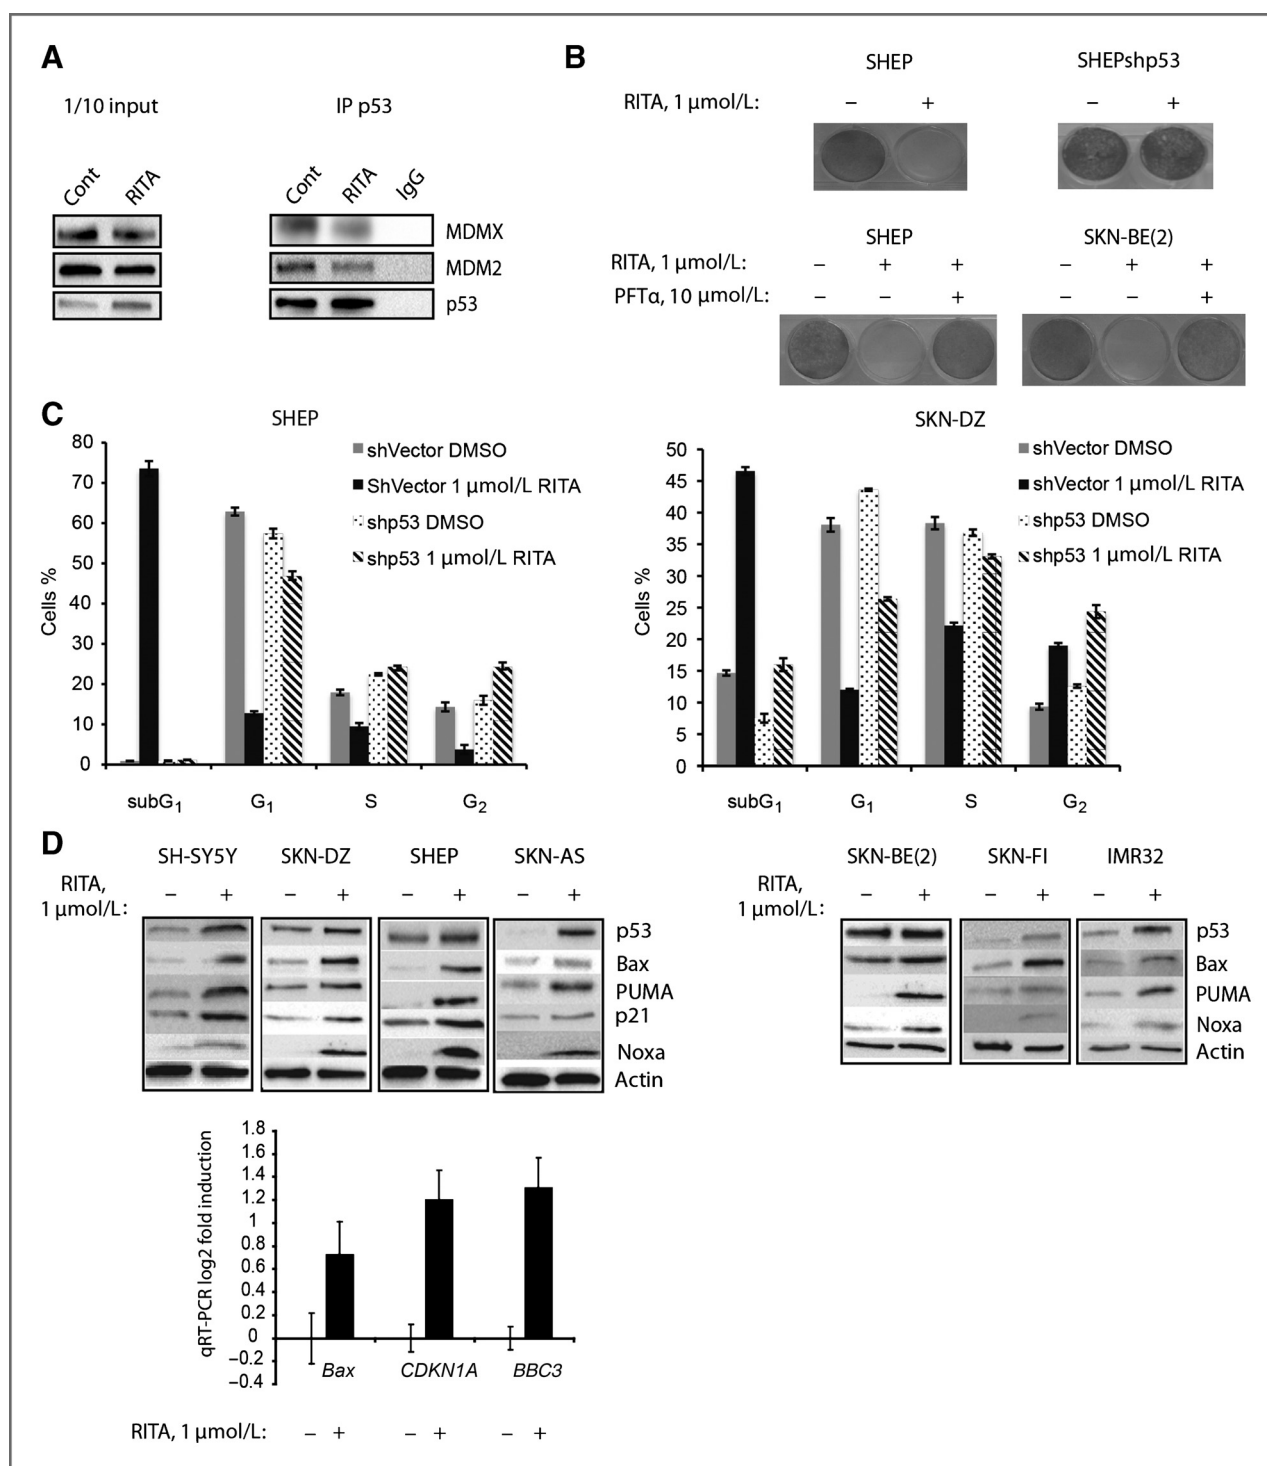 A
1/10 input
IP p53
Cont
RITA
Cont
RITA
IgG
MDMX
MDM2
p53
B
SHEP
SHEPshp53
RITA, 1 μmol/L: − + − +
SHEP
SKN-BE(2)
RITA, 1 μmol/L: − + + − + +
PFTα, 10 μmol/L: − − + − − +
C
SHEP
80
70
60
50
40
30
20
10
0
Cells %
shVector DMSO
ShVector 1 μmol/L RITA
shp53 DMSO
shp53 1 μmol/L RITA
subG1 G1 S G2
SKN-DZ
50
45
40
35
30
25
20
15
10
5
0
Cells %
shVector DMSO
shVector 1 μmol/L RITA
shp53 DMSO
shp53 1 μmol/L RITA
subG1 G1 S G2
D
SH-SY5Y SKN-DZ SHEP SKN-AS
RITA,
1 μmol/L: − + − + − + − +
p53
Bax
PUMA
p21
Noxa
Actin
SKN-BE(2) SKN-FI IMR32
RITA,
1 μmol/L: − + − + − +
p53
Bax
PUMA
Noxa
Actin
qRT-PCR log2 fold induction
1.8
1.6
1.4
1.2
1
0.8
0.6
0.4
0.2
0
−0.2
−0.4
Bax CDKN1A BBC3
RITA, 1 μmol/L: − + − + − +